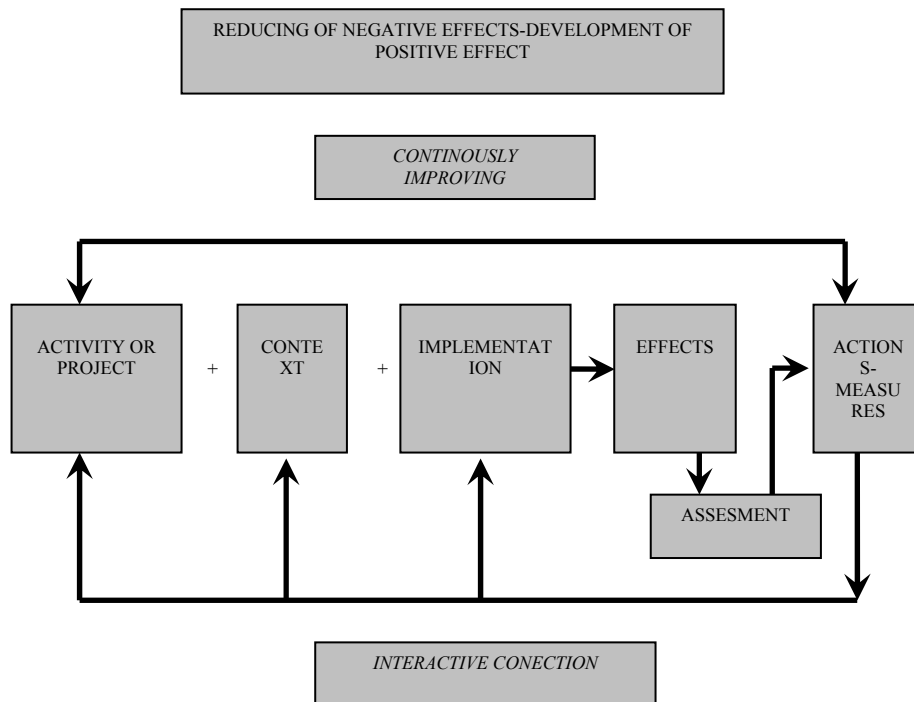 REDUCING OF NEGATIVE EFFECTS-DEVELOPMENT OF
POSITIVE EFFECT
CONTINOUSLY
IMPROVING
ACTIVITY OR
PROJECT
+
CONTE
XT
+
IMPLEMENTAT
ION
EFFECTS
ACTION
S-
MEASU
RES
ASSESMENT
INTERACTIVE CONECTION